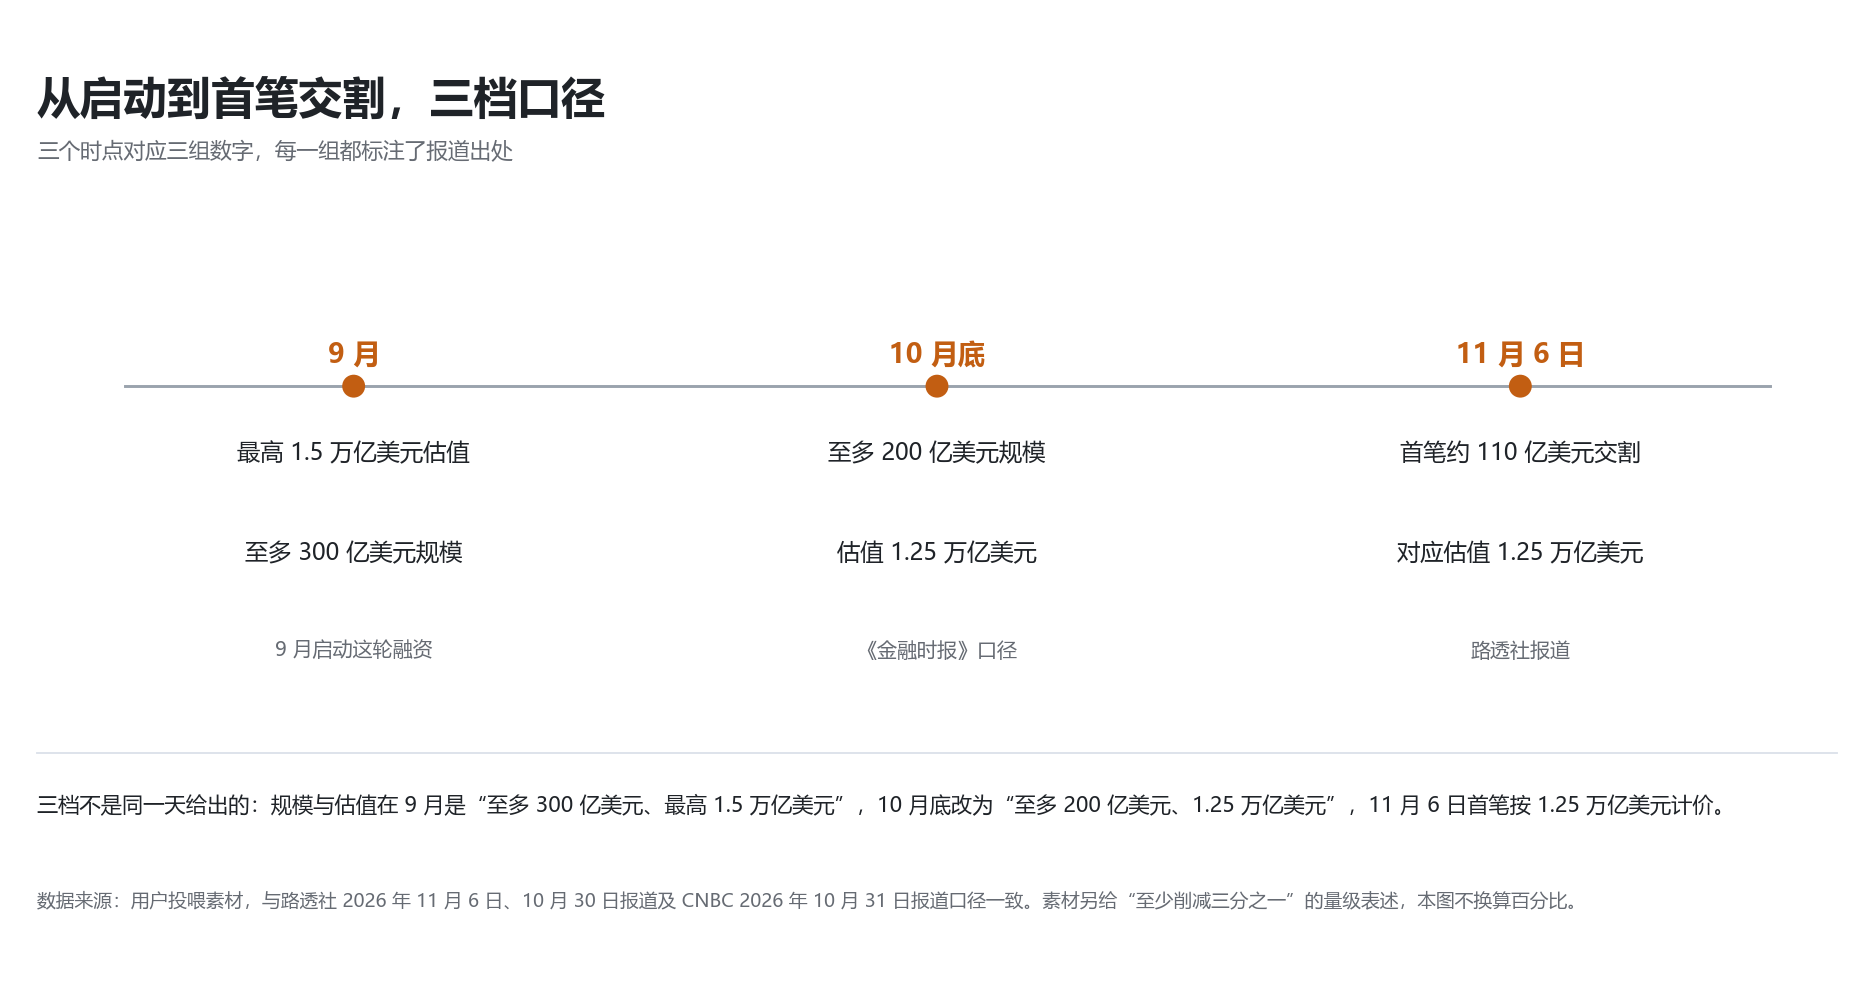 从启动到首笔交割，三档口径
三个时点对应三组数字，每一组都标注了报道出处
9 月
10 月底
11 月 6 日
最高 1.5 万亿美元估值
至多 200 亿美元规模
首笔约 110 亿美元交割
至多 300 亿美元规模
估值 1.25 万亿美元
对应估值 1.25 万亿美元
9 月启动这轮融资
《金融时报》口径
路透社报道
三档不是同一天给出的：规模与估值在 9 月是“至多 300 亿美元、最高 1.5 万亿美元”，10 月底改为“至多 200 亿美元、1.25 万亿美元”，11 月 6 日首笔按 1.25 万亿美元计价。
数据来源：用户投喂素材，与路透社 2026 年 11 月 6 日、10 月 30 日报道及 CNBC 2026 年 10 月 31 日报道口径一致。素材另给“至少削减三分之一”的量级表述，本图不换算百分比。